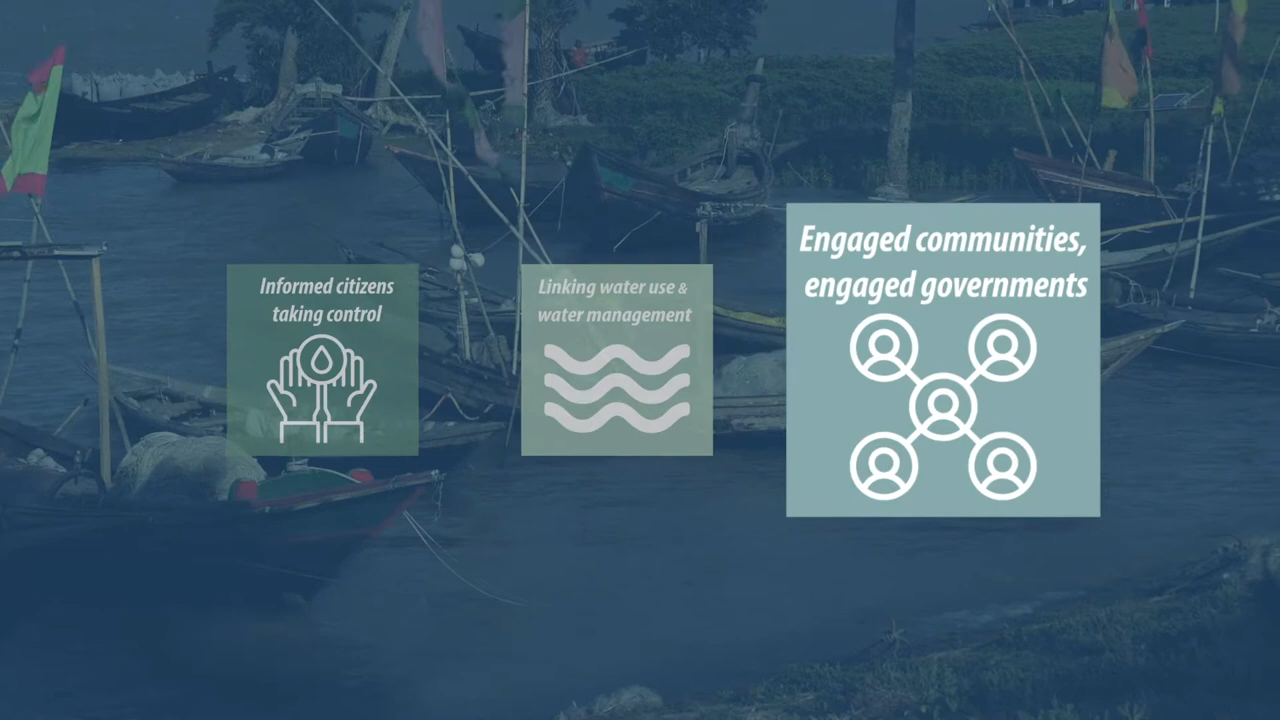 Informed citizens
taking control
Linking water use &
water management
Engaged communities,
engaged governments